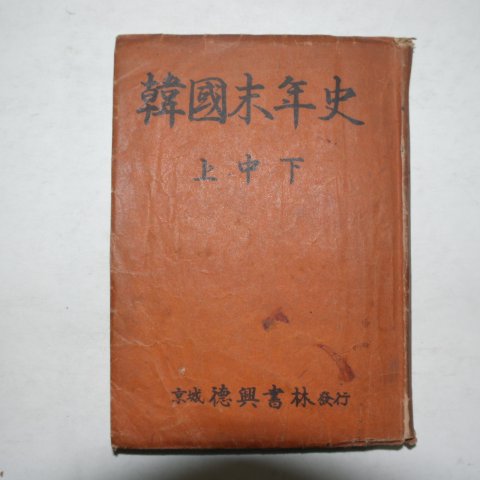 韓國末年史
上中下
京城 德興書林 發行